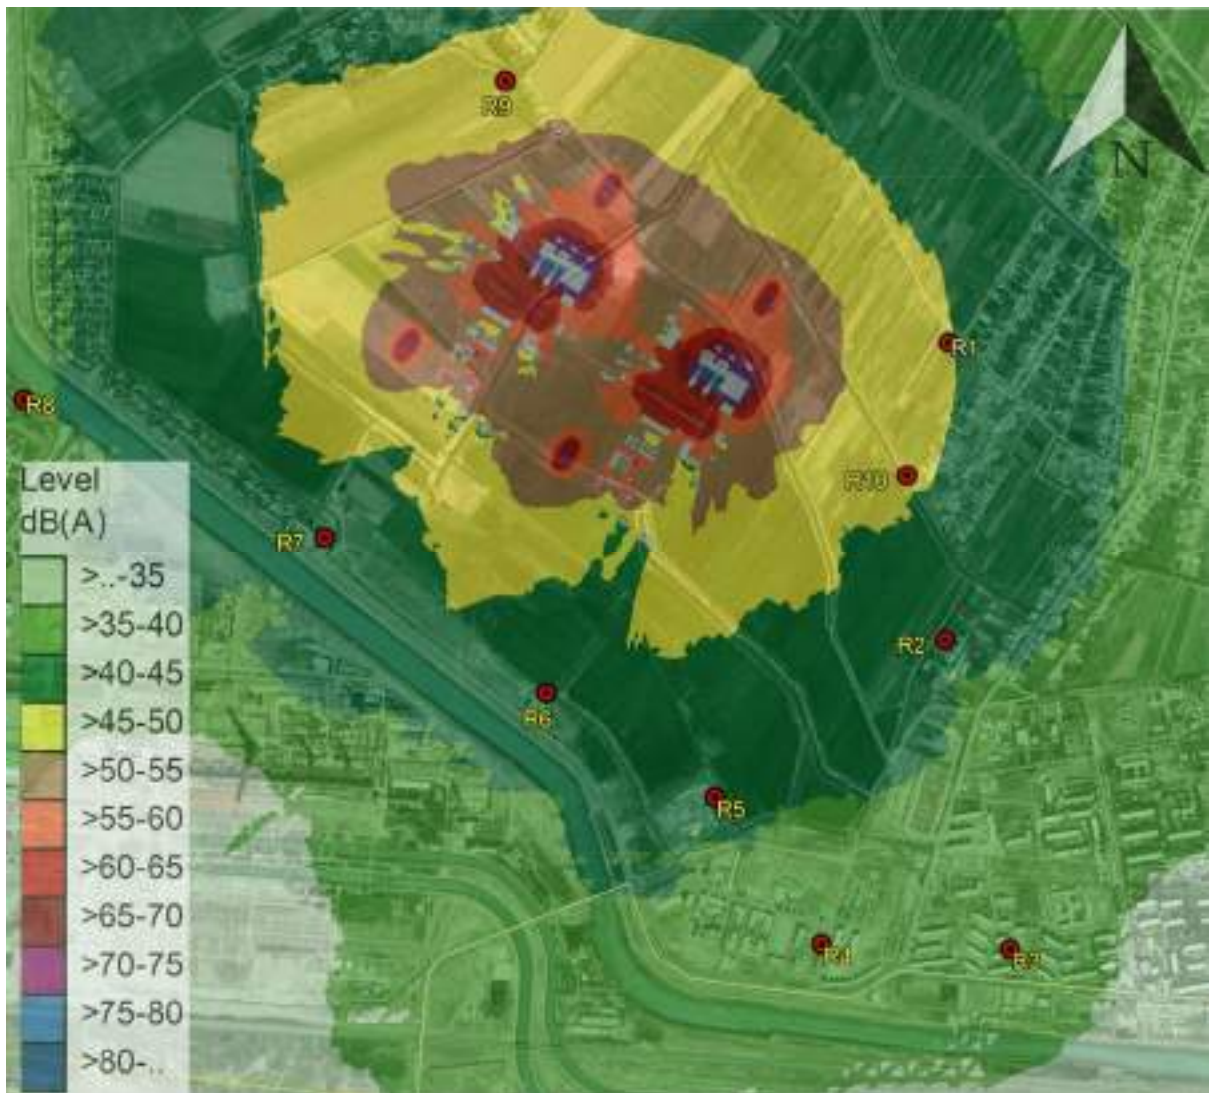 R9
N
R1
R8
R10
Level
dB(A)
R7
>..-35
>35-40
R2
>40-45
>45-50
R6
>50-55
R5
>55-60
>60-65
>65-70
R4
R3
>70-75
>75-80
>80-..